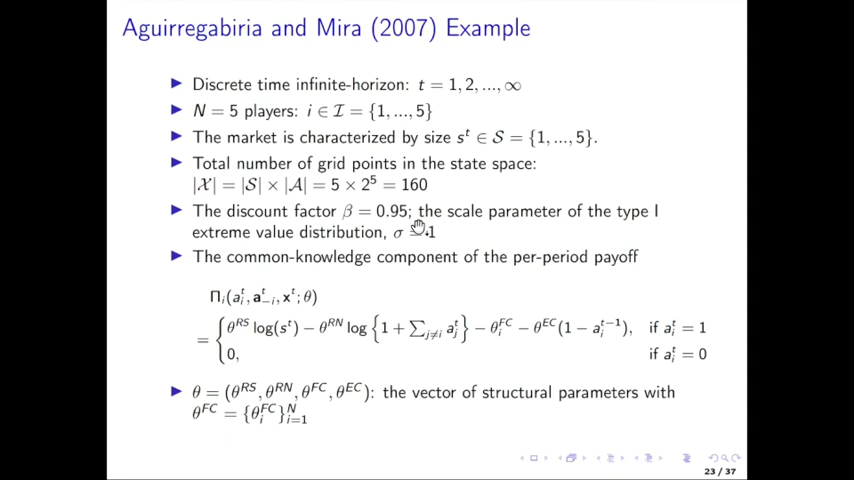 Aguirregabiria and Mira (2007) Example
▶ Discrete time infinite-horizon: t = 1, 2, ..., ∞
▶ N = 5 players: i ∈ 𝓘 = {1, ..., 5}
▶ The market is characterized by size sᵗ ∈ 𝒮 = {1, ..., 5}.
▶ Total number of grid points in the state space:
|𝒳| = |𝒮| × |𝒜| = 5 × 2⁵ = 160
▶ The discount factor β = 0.95; the scale parameter of the type I
extreme value distribution, σ = 1
▶ The common-knowledge component of the per-period payoff
Π_i(a_i^t, a_{-i}^t, x^t; θ)
= { θ^{RS} log(s^t) − θ^{RN} log {1 + ∑_{j≠i} a_j^t} − θ_i^{FC} − θ^{EC}(1 − a_i^{t−1}), if a_i^t = 1
0, if a_i^t = 0
▶ θ = (θ^{RS}, θ^{RN}, θ^{FC}, θ^{EC}): the vector of structural parameters with
θ^{FC} = {θ_i^{FC}}_{i=1}^N
23 / 37